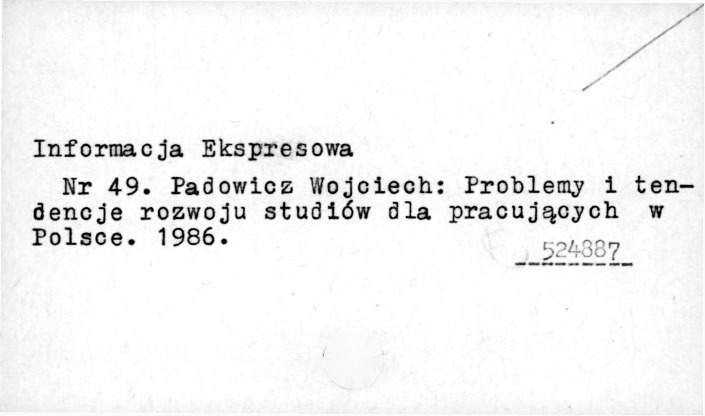 Informacja Ekspresowa
Nr 49. Padowicz Wojciech: Problemy i ten-
dencje rozwoju studiów dla pracujących w
Polsce. 1986.
524887